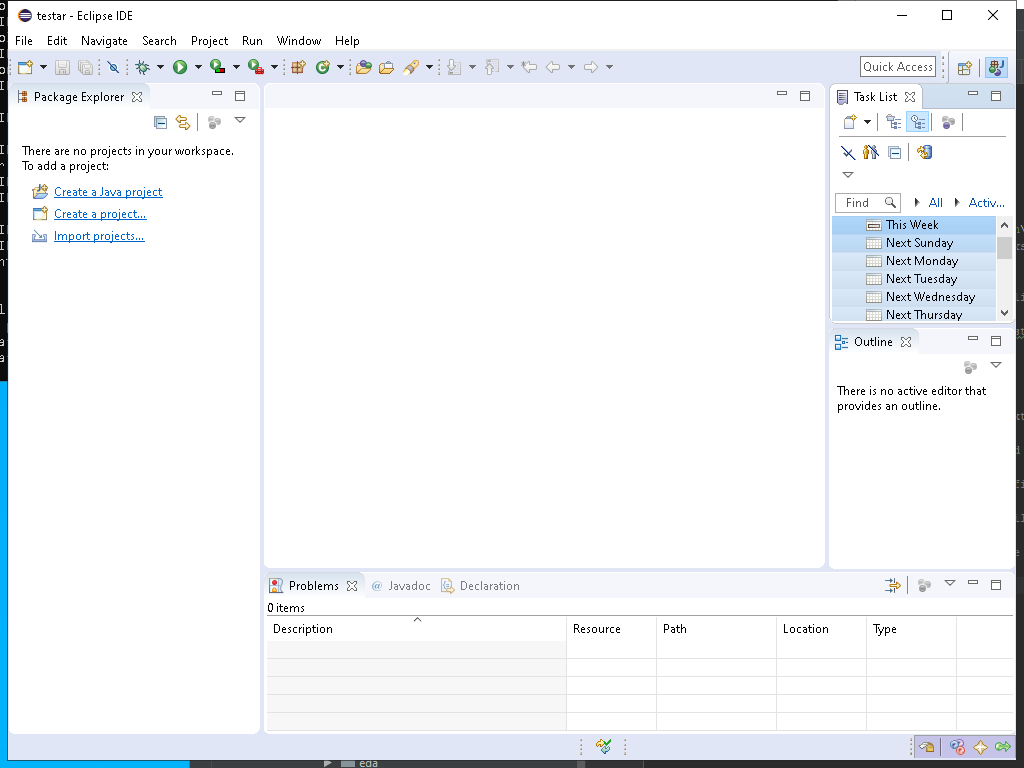 testar - Eclipse IDE
File Edit Navigate Search Project Run Window Help
Quick Access
Package Explorer
There are no projects in your workspace.
To add a project:
Create a Java project
Create a project...
Import projects...
Task List
Find All Activ...
This Week
Next Sunday
Next Monday
Next Tuesday
Next Wednesday
Next Thursday
Outline
There is no active editor that
provides an outline.
Problems @ Javadoc Declaration
0 items
Description Resource Path Location Type
eda